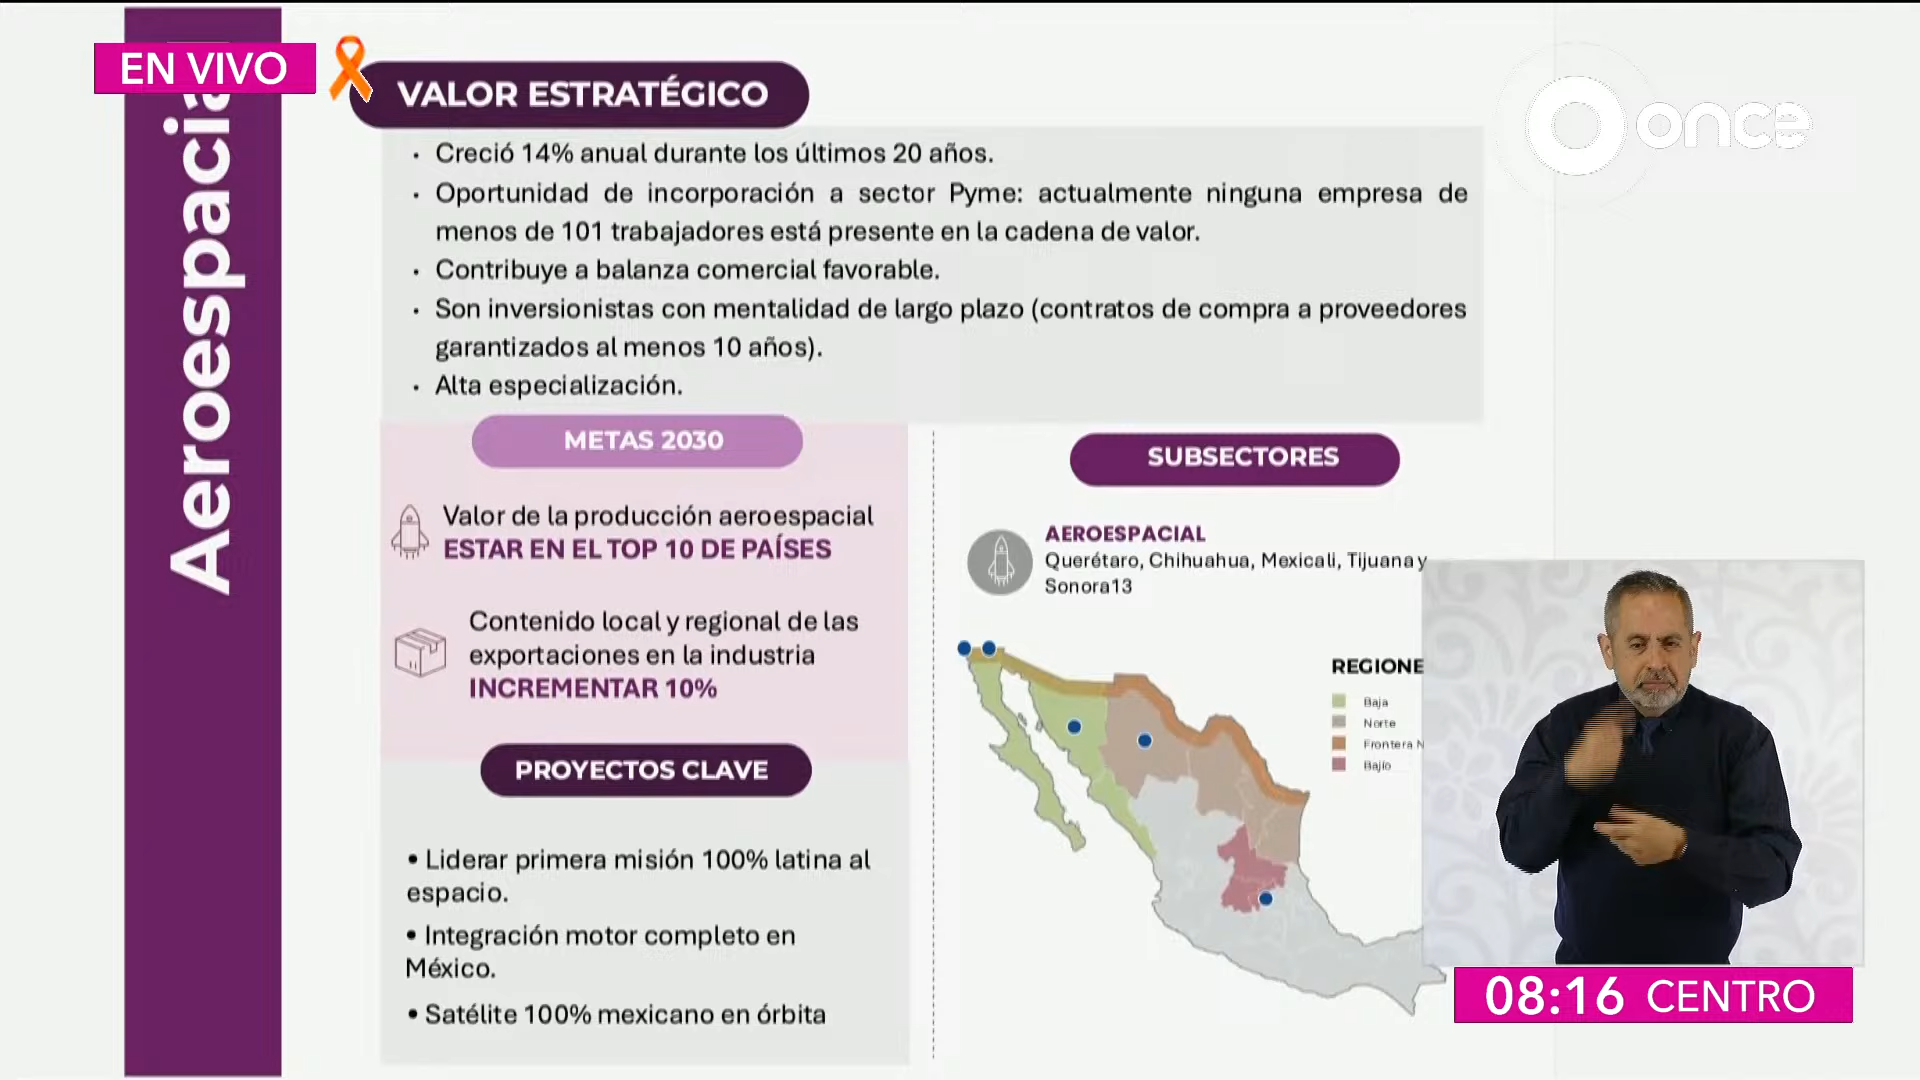 EN VIVO
Aeroespacial
VALOR ESTRATÉGICO
once
• Creció 14% anual durante los últimos 20 años.
• Oportunidad de incorporación a sector Pyme: actualmente ninguna empresa de
menos de 101 trabajadores está presente en la cadena de valor.
• Contribuye a balanza comercial favorable.
• Son inversionistas con mentalidad de largo plazo (contratos de compra a proveedores
garantizados al menos 10 años).
• Alta especialización.
METAS 2030
Valor de la producción aeroespacial
ESTAR EN EL TOP 10 DE PAÍSES
Contenido local y regional de las
exportaciones en la industria
INCREMENTAR 10%
PROYECTOS CLAVE
• Liderar primera misión 100% latina al
espacio.
• Integración motor completo en
México.
• Satélite 100% mexicano en órbita
SUBSECTORES
AEROESPACIAL
Querétaro, Chihuahua, Mexicali, Tijuana y
Sonora13
REGIONE
Baja
Norte
Frontera N
Bajío
08:16 CENTRO